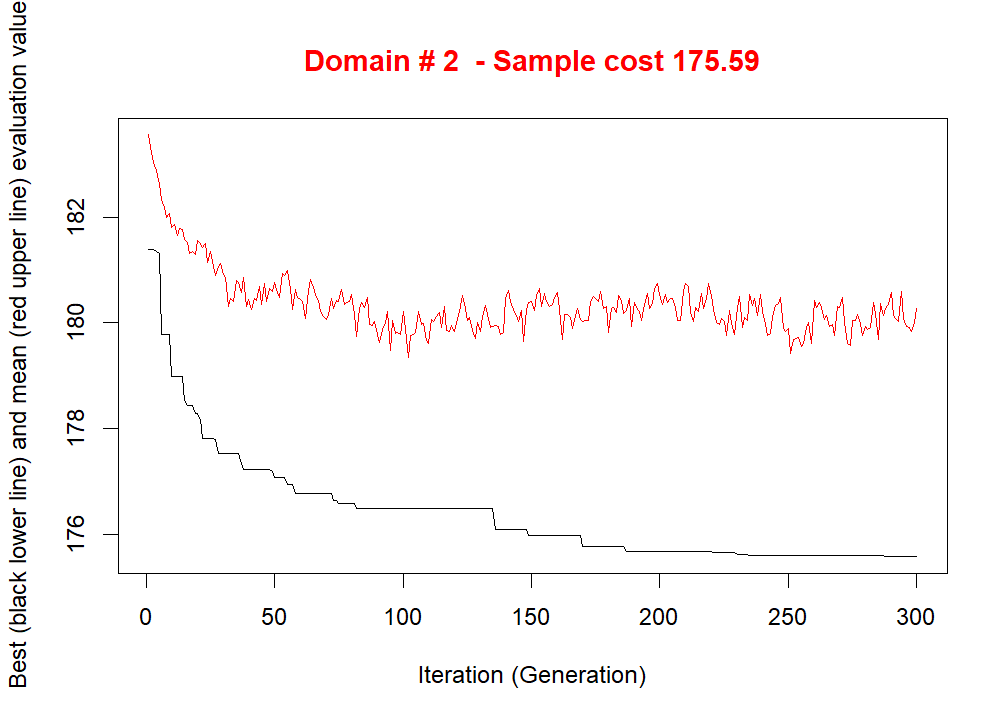 Domain # 2  - Sample cost 175.59
Best (black lower line) and mean (red upper line) evaluation value
182
180
178
176
0 50 100 150 200 250 300
Iteration (Generation)